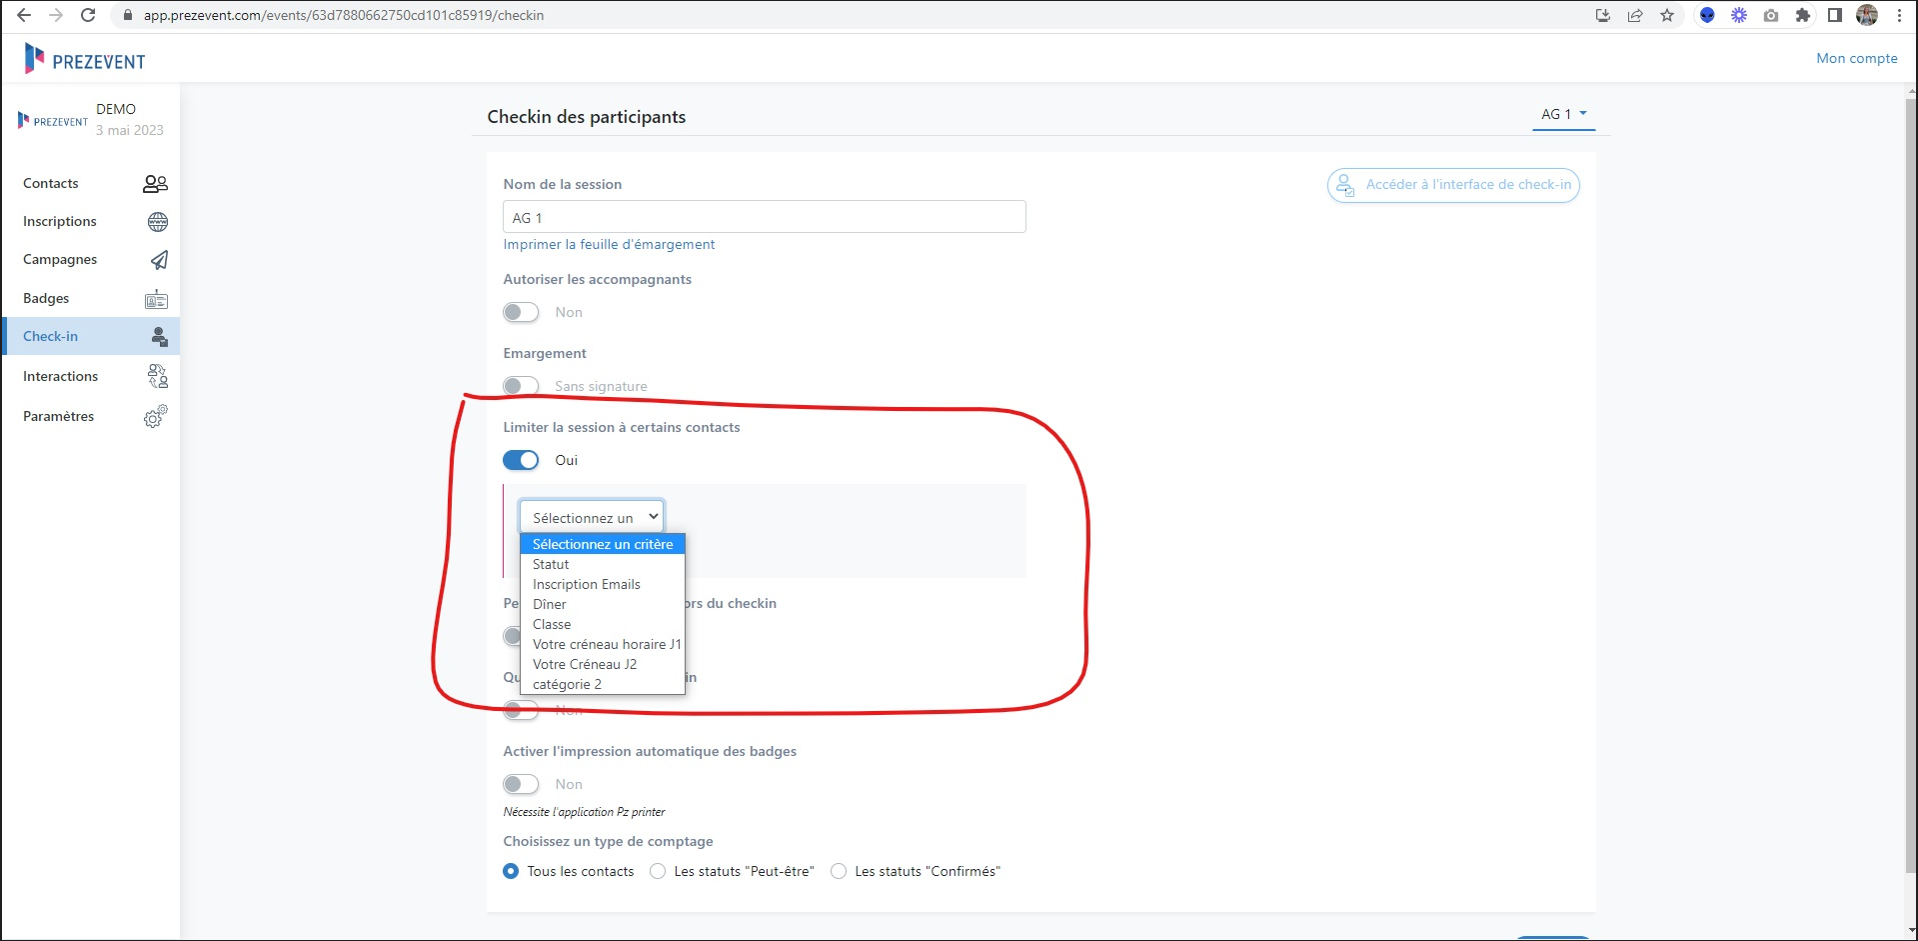 app.prezevent.com/events/63d7880662750cd101c85919/checkin
PREZEVENT
Mon compte
PREZEVENT
DEMO
3 mai 2023
Contacts
Inscriptions
Campagnes
Badges
Check-in
Interactions
Paramètres
Checkin des participants
AG 1
Nom de la session
Accéder à l'interface de check-in
AG 1
Imprimer la feuille d'émargement
Autoriser les accompagnants
Non
Emargement
Sans signature
Limiter la session à certains contacts
Oui
Sélectionnez un
Sélectionnez un critère
Statut
Inscription Emails
Dîner
Classe
Votre créneau horaire J1
Votre Créneau J2
catégorie 2
Pe
ors du checkin
Qu
in
Non
Activer l'impression automatique des badges
Non
Nécessite l'application Pz printer
Choisissez un type de comptage
Tous les contacts Les statuts "Peut-être" Les statuts "Confirmés"